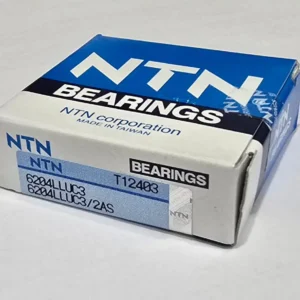 NTN
BEARINGS
NTN corporation
MADE IN TAIWAN
NTN BEARINGS
NTN T12403
6204LLUC3
6204LLUC3/2AS
NTN